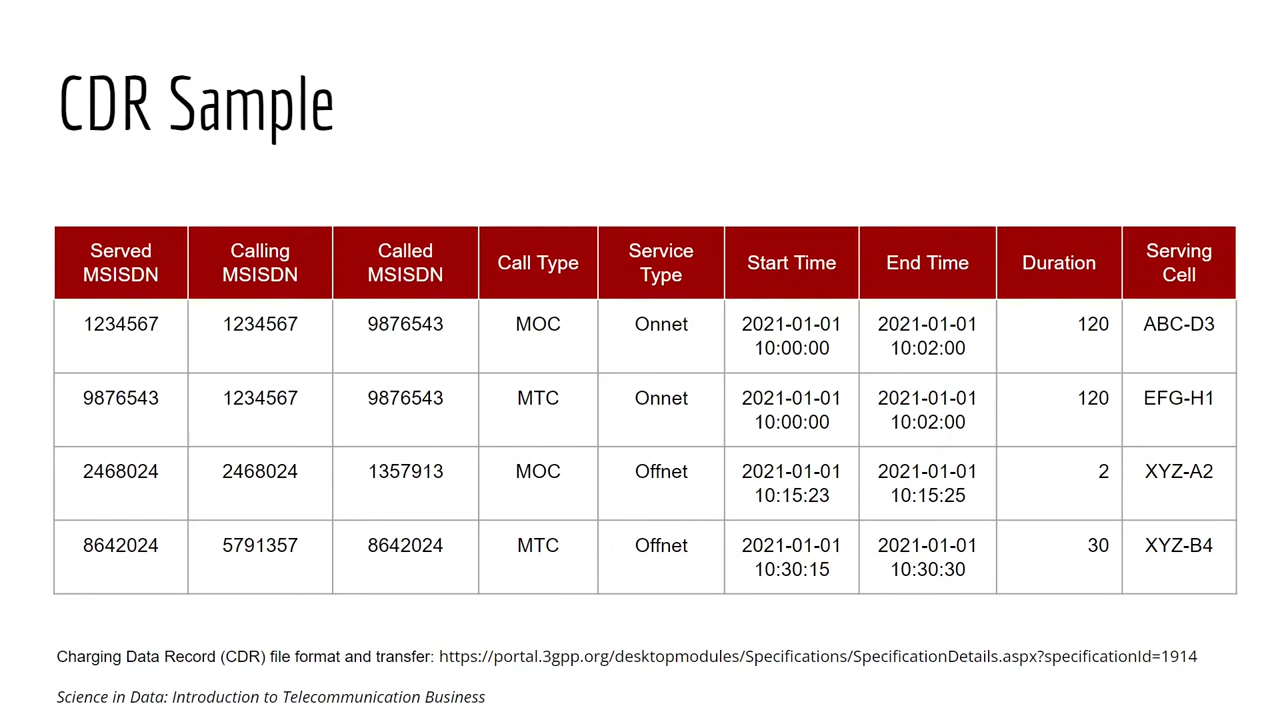 CDR Sample
Served MSISDN Calling MSISDN Called MSISDN Call Type Service Type Start Time End Time Duration Serving Cell
1234567 1234567 9876543 MOC Onnet 2021-01-01 10:00:00 2021-01-01 10:02:00 120 ABC-D3
9876543 1234567 9876543 MTC Onnet 2021-01-01 10:00:00 2021-01-01 10:02:00 120 EFG-H1
2468024 2468024 1357913 MOC Offnet 2021-01-01 10:15:23 2021-01-01 10:15:25 2 XYZ-A2
8642024 5791357 8642024 MTC Offnet 2021-01-01 10:30:15 2021-01-01 10:30:30 30 XYZ-B4
Charging Data Record (CDR) file format and transfer: https://portal.3gpp.org/desktopmodules/Specifications/SpecificationDetails.aspx?specificationId=1914
Science in Data: Introduction to Telecommunication Business